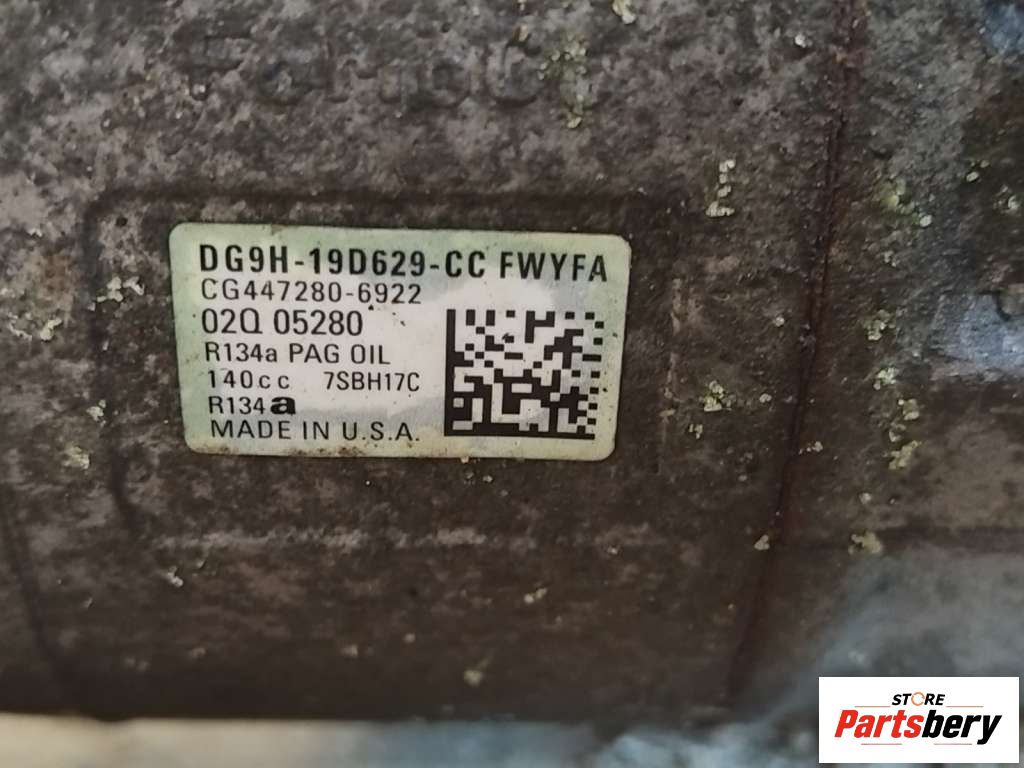 DG9H-19D629-CC FWYFA
CG447280-6922
02Q 05280
R134a PAG OIL
140cc 7SBH17C
R134a
MADE IN U.S.A.
STORE
Partsbery